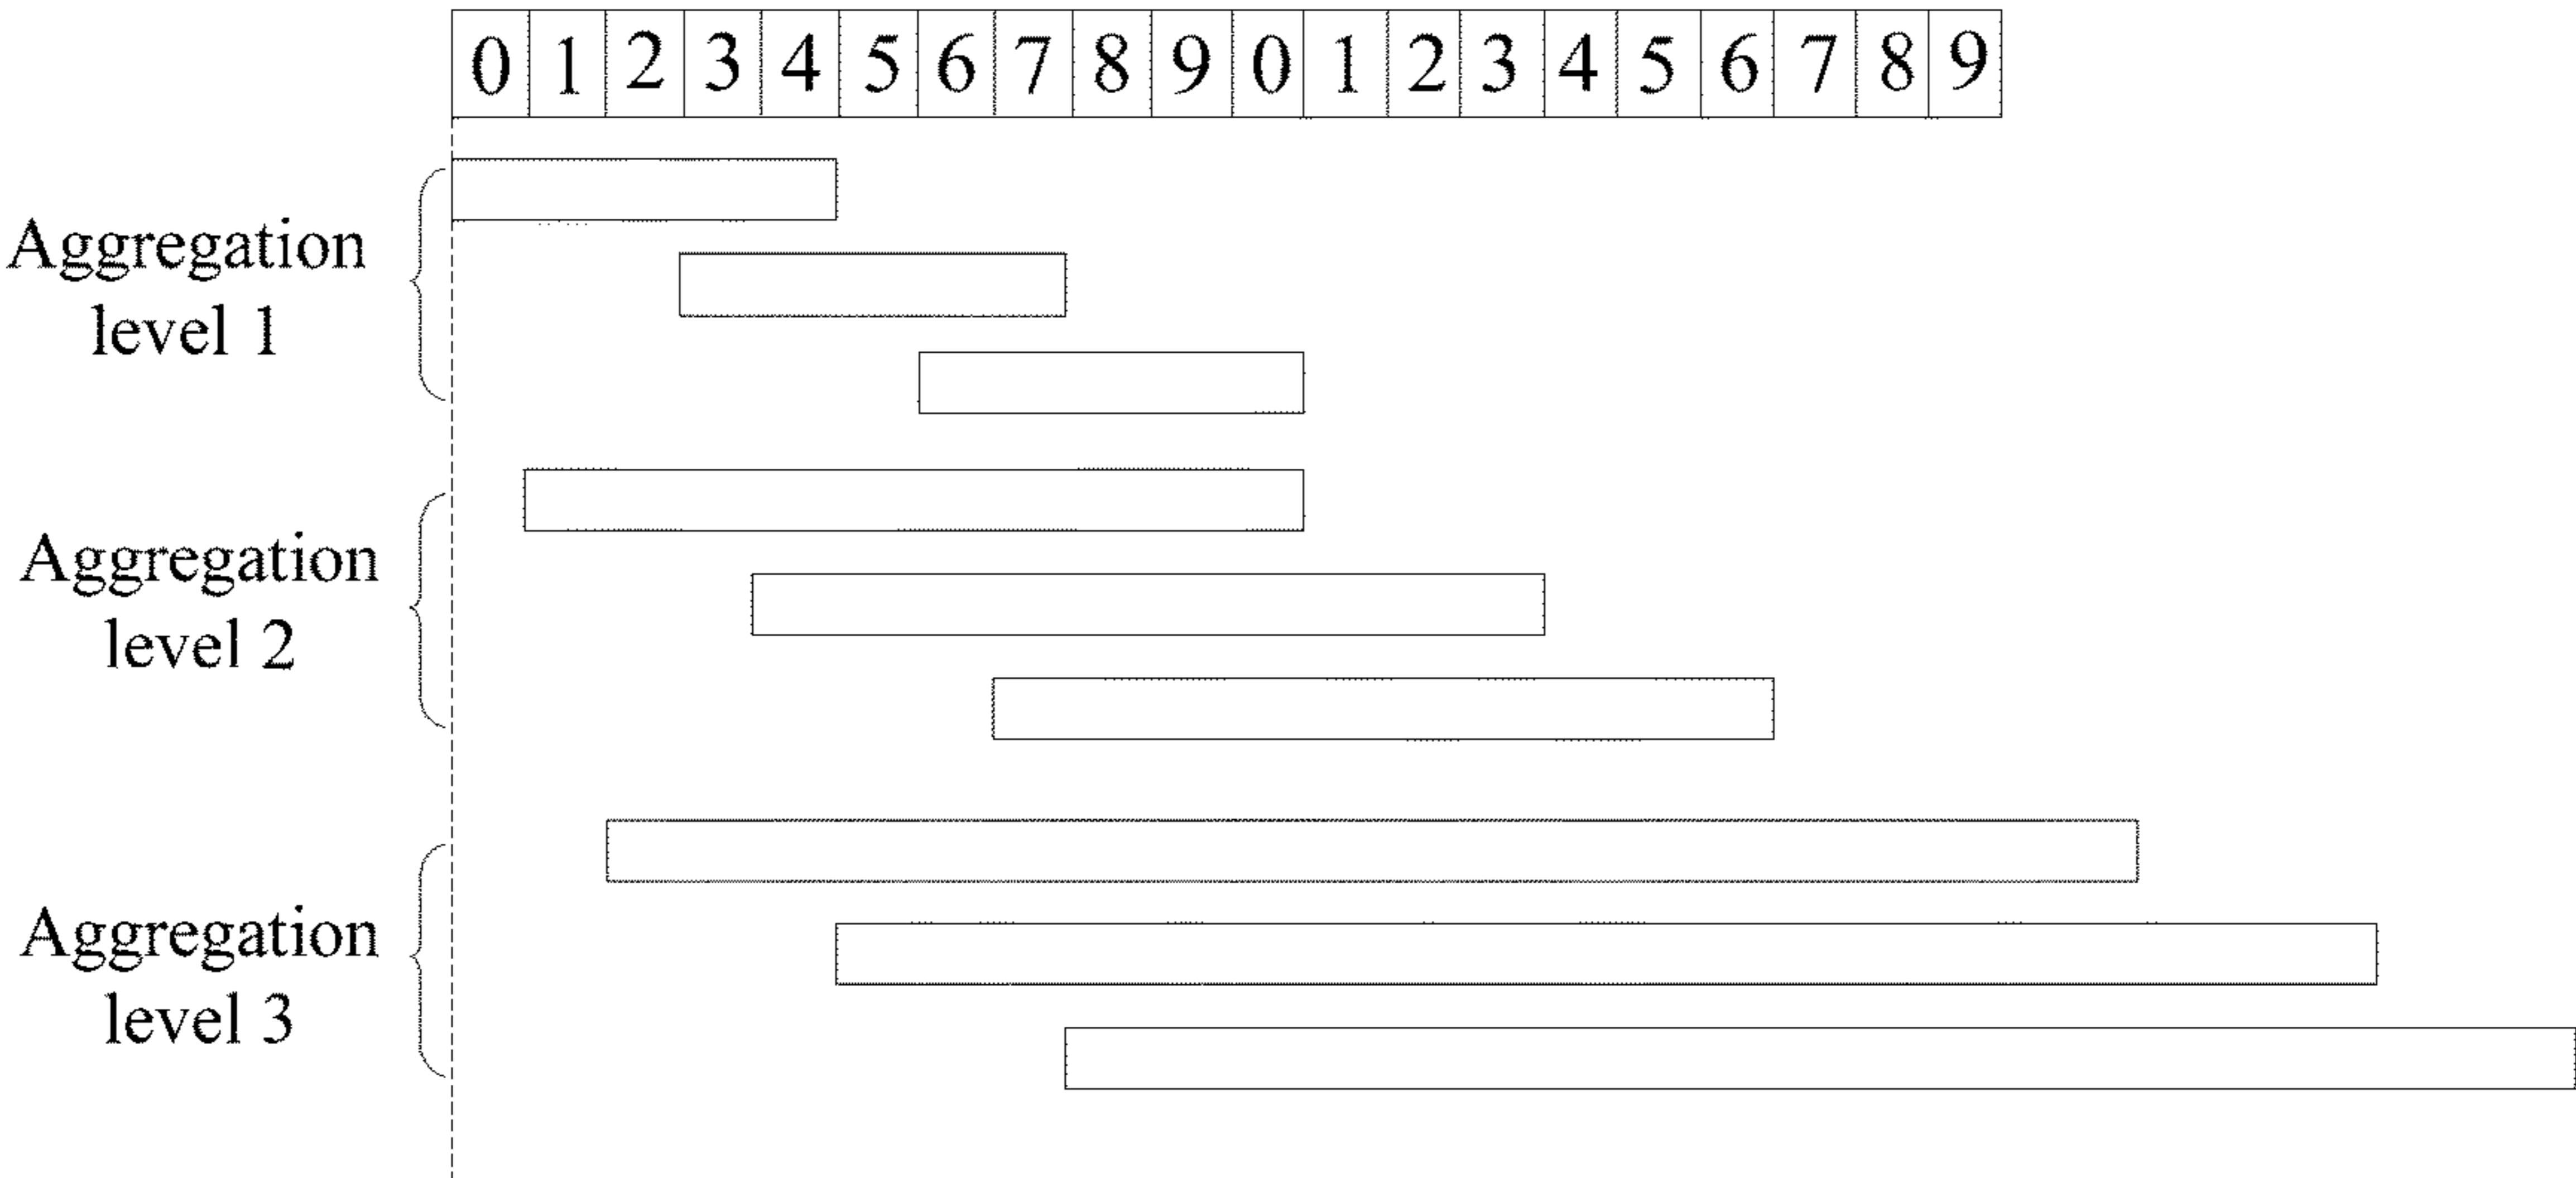 0 1 2 3 4 5 6 7 8 9 0 1 2 3 4 5 6 7 8 9
Aggregation
level 1
Aggregation
level 2
Aggregation
level 3